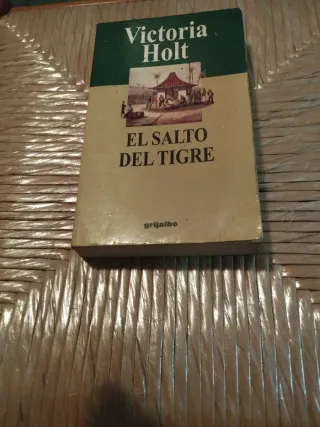 Victoria
Holt
EL SALTO
DEL TIGRE
grijalbo